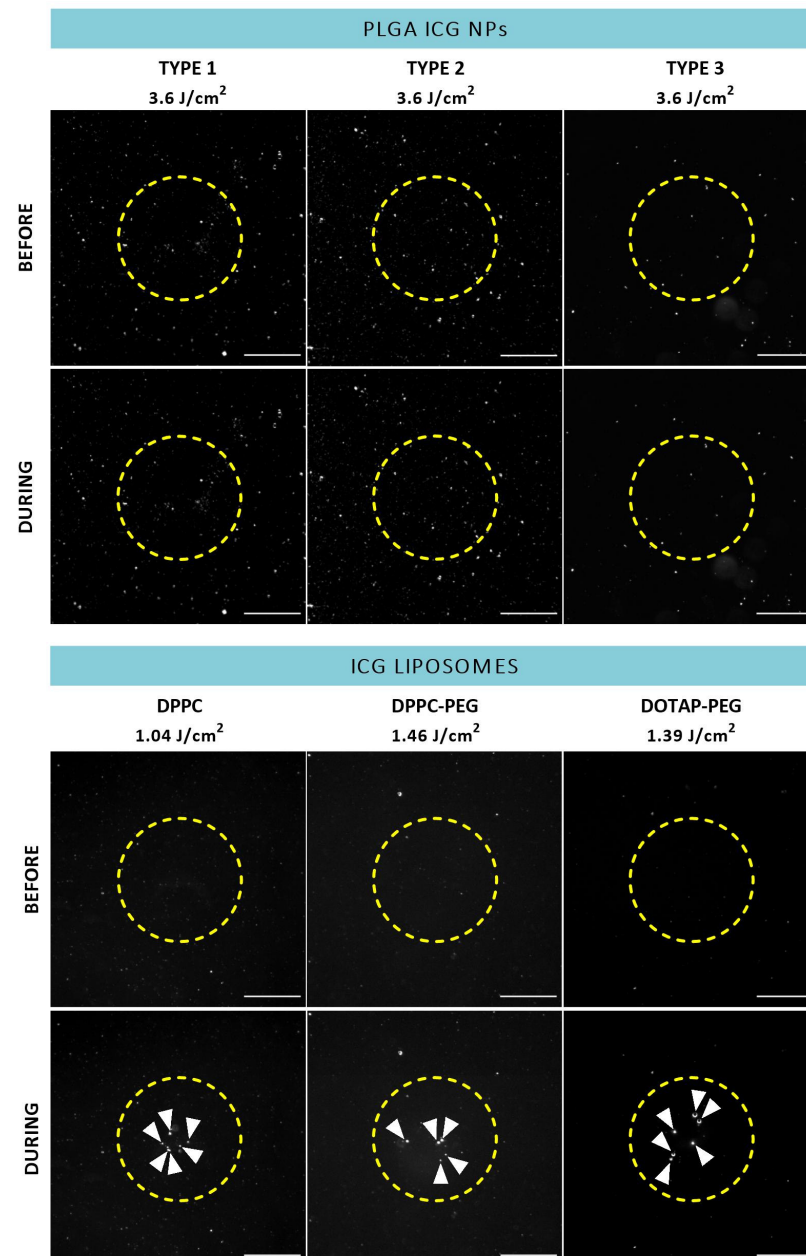 PLGA ICG NPs
TYPE 1 TYPE 2 TYPE 3
3.6 J/cm² 3.6 J/cm² 3.6 J/cm²
BEFORE
DURING
ICG LIPOSOMES
DPPC DPPC-PEG DOTAP-PEG
1.04 J/cm² 1.46 J/cm² 1.39 J/cm²
BEFORE
DURING